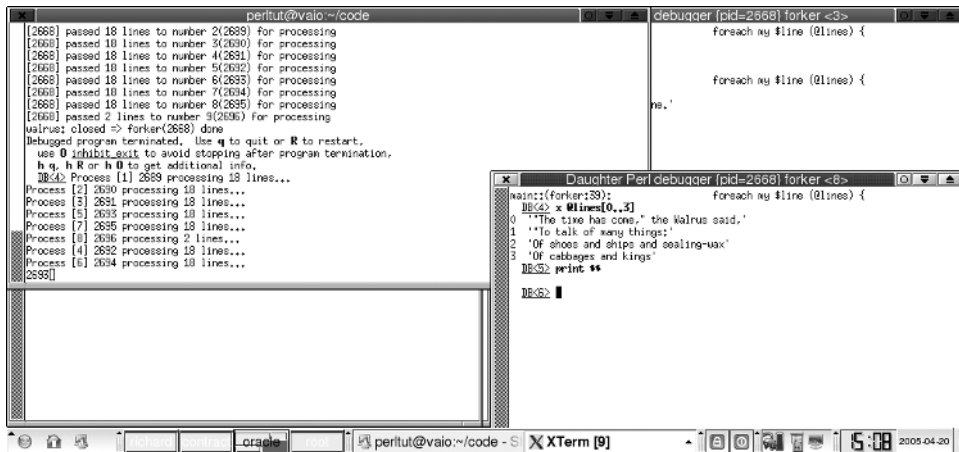 perltut@vaio:~/code
[2668] passed 18 lines to number 2(2689) for processing
[2668] passed 18 lines to number 3(2690) for processing
[2668] passed 18 lines to number 4(2691) for processing
[2668] passed 18 lines to number 5(2692) for processing
[2668] passed 18 lines to number 6(2693) for processing
[2668] passed 18 lines to number 7(2694) for processing
[2668] passed 18 lines to number 8(2695) for processing
[2668] passed 2 lines to number 9(2696) for processing
walrus: closed => forker(2668) done
Debugged program terminated. Use q to quit or R to restart,
use O inhibit_exit to avoid stopping after program termination,
h q, h R or h O to get additional info.
DB<4> Process [1] 2689 processing 18 lines...
Process [2] 2690 processing 18 lines...
Process [3] 2691 processing 18 lines...
Process [5] 2693 processing 18 lines...
Process [7] 2695 processing 18 lines...
Process [8] 2696 processing 2 lines...
Process [4] 2692 processing 18 lines...
Process [6] 2694 processing 18 lines...
2693
debugger {pid=2668} forker <3>
foreach my $line (@lines) {
foreach my $line (@lines) {
ne.'
Daughter Perl debugger {pid=2668} forker <8>
main::(forker:39): foreach my $line (@lines) {
DB<4> x @lines[0..3]
0 '"The time has come," the Walrus said,'
1 '"To talk of many things:'
2 'Of shoes and ships and sealing-wax'
3 'Of cabbages and kings'
DB<5> print $$
DB<6>
richard contract oracle root perltut@vaio:~/code - S XTerm [9] 15:08 2005-04-20